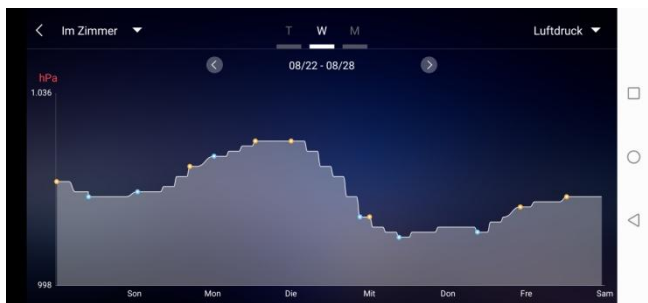 Im Zimmer
T W M
Luftdruck
08/22 - 08/28
hPa
1.036
998
Son Mon Die Mit Don Fre Sam